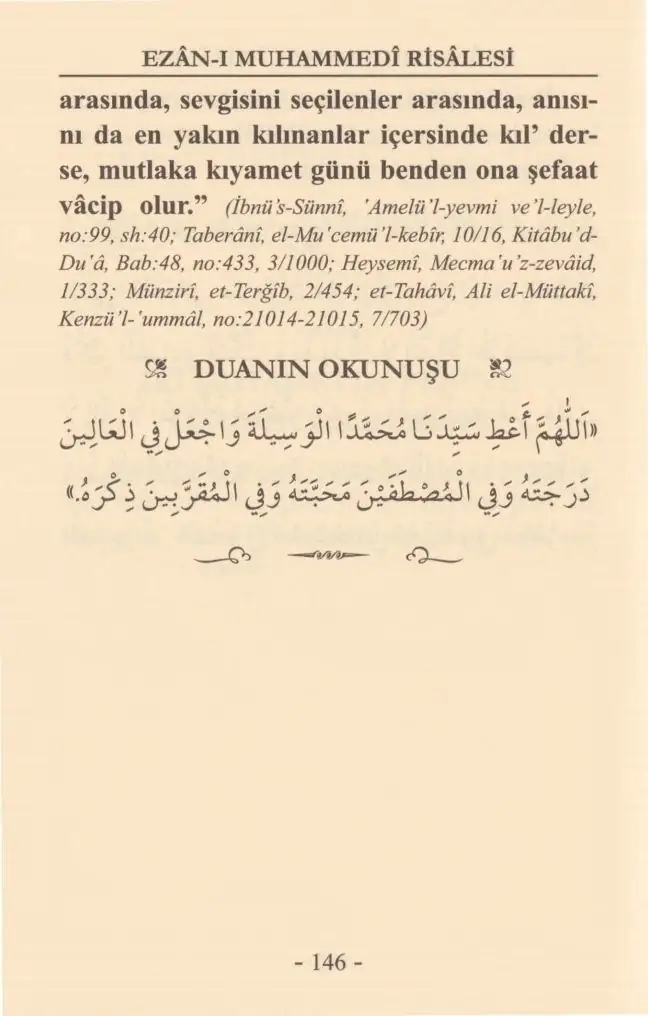 EZÂN-I MUHAMMEDÎ RİSÂLESİ
arasında, sevgisini seçilenler arasında, anısı-
nı da en yakın kılınanlar içersinde kıl’ der-
se, mutlaka kıyamet günü benden ona şefaat
vâcip olur.” (İbnü’s-Sünnî, ‘Amelü’l-yevmi ve’l-leyle,
no:99, sh:40; Taberânî, el-Mu‘cemü’l-kebîr, 10/16, Kitâbu’d-
Du‘â, Bab:48, no:433, 3/1000; Heysemî, Mecma‘u’z-zevâid,
1/333; Münzirî, et-Terğîb, 2/454; et-Tahâvî, Ali el-Müttakî,
Kenzü’l-‘ummâl, no:21014-21015, 7/703)
DUANIN OKUNUŞU
«اَللّٰهُمَّ أَعْطِ سَيِّدَنَا مُحَمَّدًا الْوَسِيلَةَ وَاجْعَلْ فِي الْعَالِينَ
دَرَجَتَهُ وَفِي الْمُصْطَفَيْنَ مَحَبَّتَهُ وَفِي الْمُقَرَّبِينَ ذِكْرَهُ.»
- 146 -